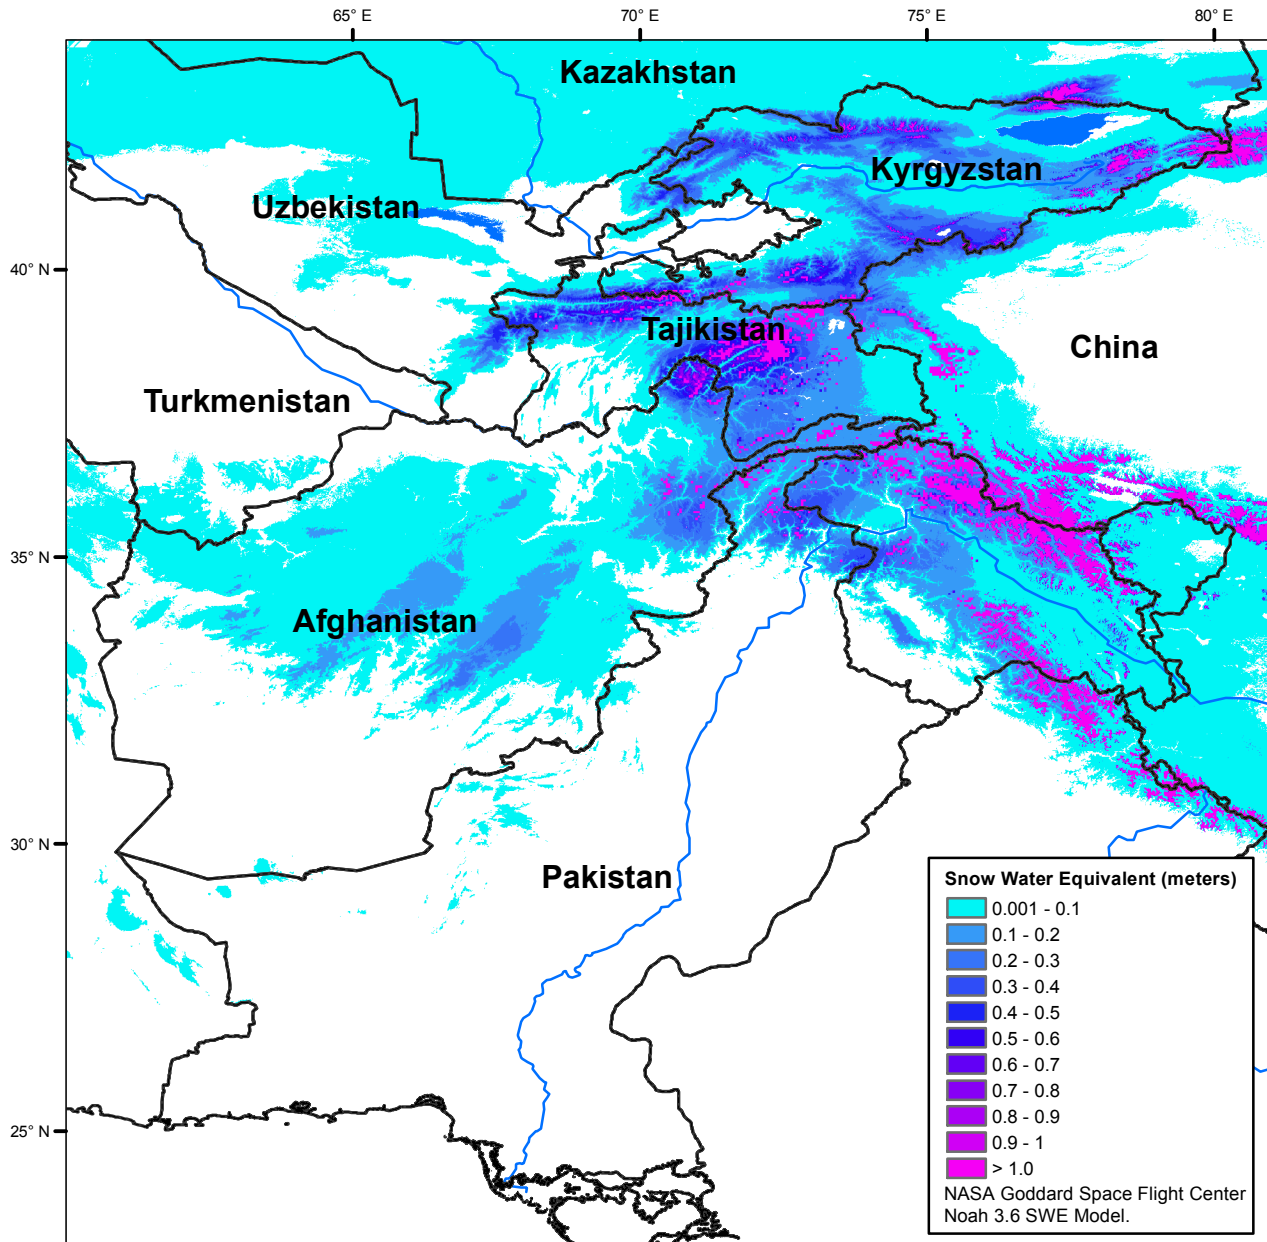 65° E
70° E
75° E
80° E
Kazakhstan
Kyrgyzstan
Uzbekistan
40° N
Tajikistan
China
Turkmenistan
35° N
Afghanistan
30° N
Pakistan
25° N
Snow Water Equivalent (meters)
0.001 - 0.1
0.1 - 0.2
0.2 - 0.3
0.3 - 0.4
0.4 - 0.5
0.5 - 0.6
0.6 - 0.7
0.7 - 0.8
0.8 - 0.9
0.9 - 1
> 1.0
NASA Goddard Space Flight Center
Noah 3.6 SWE Model.